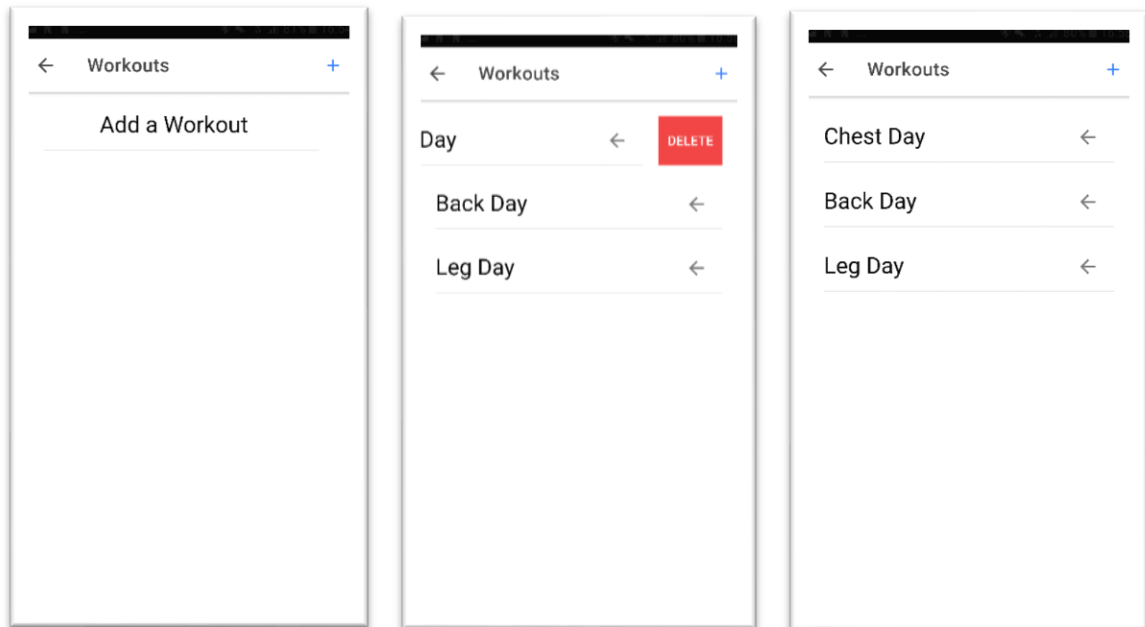 Workouts
Add a Workout
Workouts
Day
DELETE
Back Day
Leg Day
Workouts
Chest Day
Back Day
Leg Day